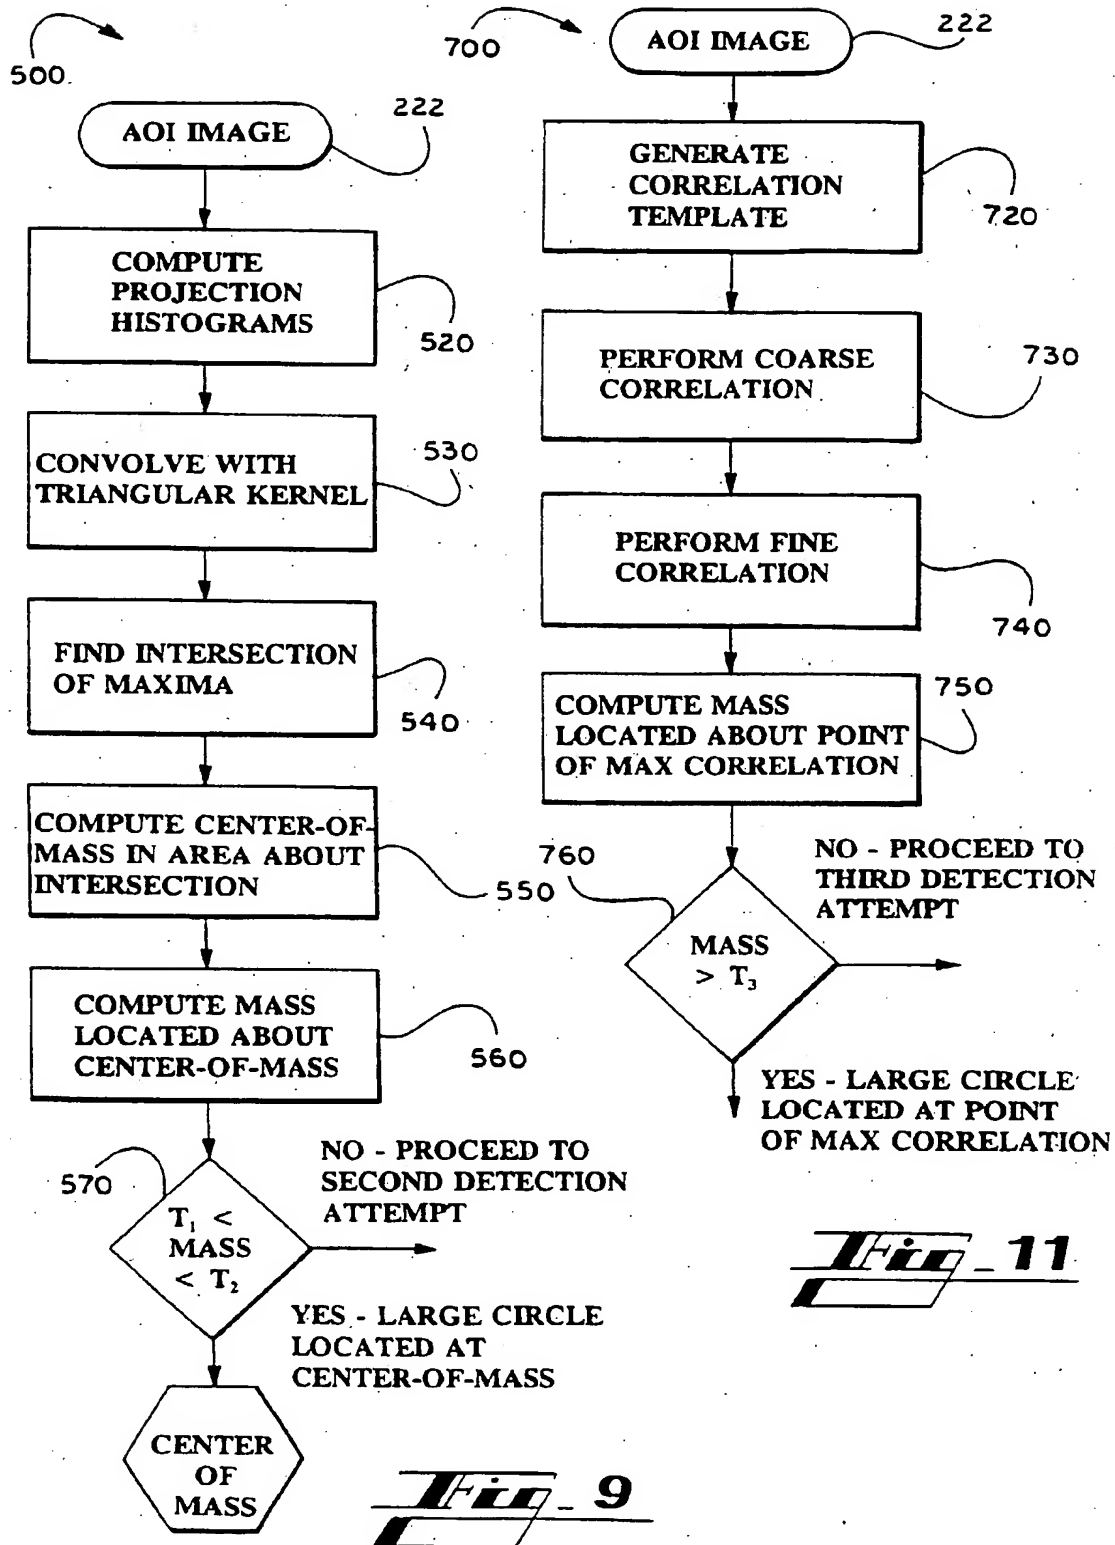 500
AOI IMAGE
222
COMPUTE
PROJECTION
HISTOGRAMS
520
CONVOLVE WITH
TRIANGULAR KERNEL
530
FIND INTERSECTION
OF MAXIMA
540
COMPUTE CENTER-OF-
MASS IN AREA ABOUT
INTERSECTION
550
COMPUTE MASS
LOCATED ABOUT
CENTER-OF-MASS
560
570
T₁ <
MASS
< T₂
NO - PROCEED TO
SECOND DETECTION
ATTEMPT
YES - LARGE CIRCLE
LOCATED AT
CENTER-OF-MASS
CENTER
OF
MASS
Fig_9
700
AOI IMAGE
222
GENERATE
CORRELATION
TEMPLATE
720
PERFORM COARSE
CORRELATION
730
PERFORM FINE
CORRELATION
740
COMPUTE MASS
LOCATED ABOUT POINT
OF MAX CORRELATION
750
760
MASS
> T₃
NO - PROCEED TO
THIRD DETECTION
ATTEMPT
YES - LARGE CIRCLE
LOCATED AT POINT
OF MAX CORRELATION
Fig_11